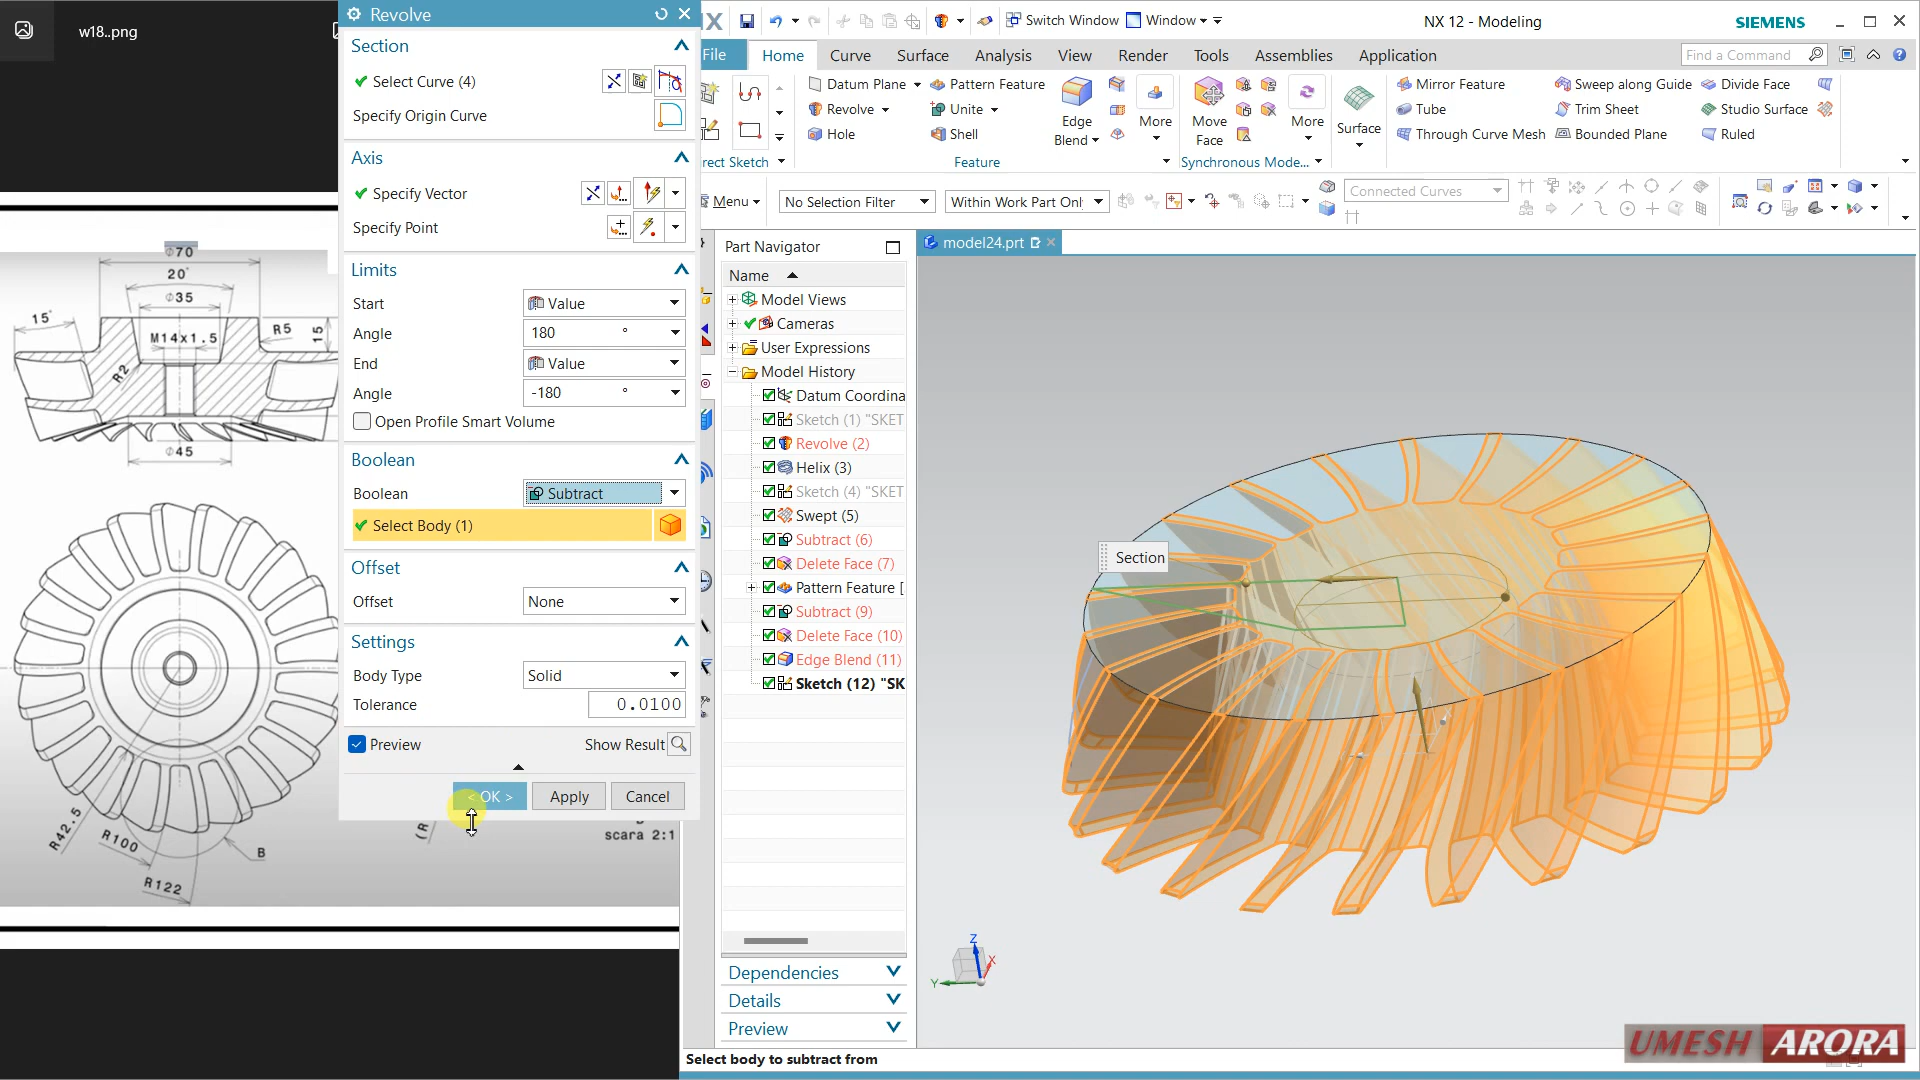 w18..png
Revolve
Section
Select Curve (4)
Specify Origin Curve
Axis
Specify Vector
Specify Point
Limits
Start
Value
Angle
180
°
End
Value
Angle
-180
°
Open Profile Smart Volume
Boolean
Boolean
Subtract
Select Body (1)
Offset
Offset
None
Settings
Body Type
Solid
Tolerance
0.0100
Preview
Show Result
< OK >
Apply
Cancel
Ø70
20°
Ø35
15°
M14x1.5
R5
15
R2
Ø45
R42.5
R100
R122
B
(R
scara 2:1
NX
Switch Window
Window
NX 12 - Modeling
SIEMENS
File
Home
Curve
Surface
Analysis
View
Render
Tools
Assemblies
Application
Find a Command
Datum Plane
Pattern Feature
Revolve
Unite
Hole
Shell
Edge
Blend
More
Move
Face
More
Surface
Mirror Feature
Sweep along Guide
Divide Face
Tube
Trim Sheet
Studio Surface
Through Curve Mesh
Bounded Plane
Ruled
rect Sketch
Feature
Synchronous Mode...
Menu
No Selection Filter
Within Work Part Onl
Connected Curves
Part Navigator
model24.prt
Name
Model Views
Cameras
User Expressions
Model History
Datum Coordina
Sketch (1) "SKET
Revolve (2)
Helix (3)
Sketch (4) "SKET
Swept (5)
Subtract (6)
Delete Face (7)
Pattern Feature [
Subtract (9)
Delete Face (10)
Edge Blend (11)
Sketch (12) "SK
Dependencies
Details
Preview
Section
Z
X
Y
Select body to subtract from
UMESH ARORA